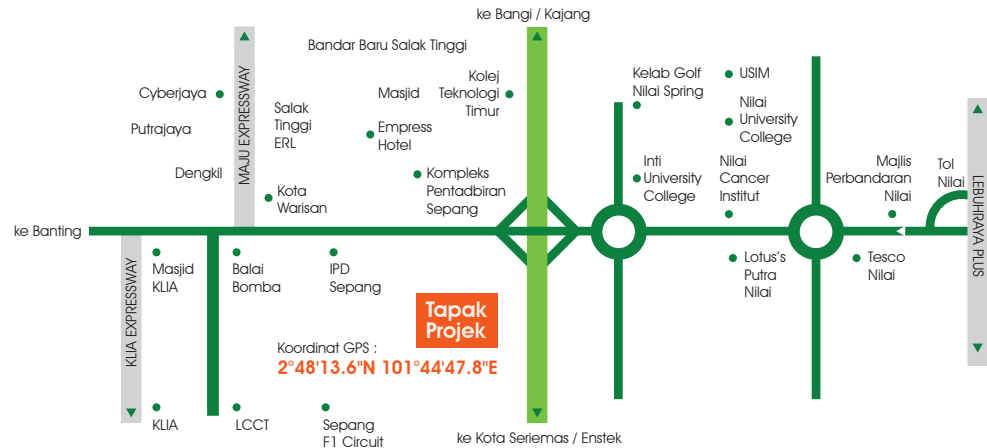 ke Bangi / Kajang
Bandar Baru Salak Tinggi
MAJU EXPRESSWAY
Cyberjaya
Putrajaya
Dengkil
Salak
Tinggi
ERL
Masjid
Empress
Hotel
Kolej
Teknologi
Timur
Kota
Warisan
Kompleks
Pentadbiran
Sepang
Kelab Golf
Nilai Spring
USIM
Nilai
University
College
Inti
University
College
Nilai
Cancer
Institut
Majlis
Perbandaran
Nilai
Tol
Nilai
LEBUHRAYA PLUS
ke Banting
KLIA EXPRESSWAY
Masjid
KLIA
Balai
Bomba
IPD
Sepang
Lotus's
Putra
Nilai
Tesco
Nilai
Tapak
Projek
Koordinat GPS :
2°48'13.6"N 101°44'47.8"E
KLIA
LCCT
Sepang
F1 Circuit
ke Kota Seriemas / Enstek